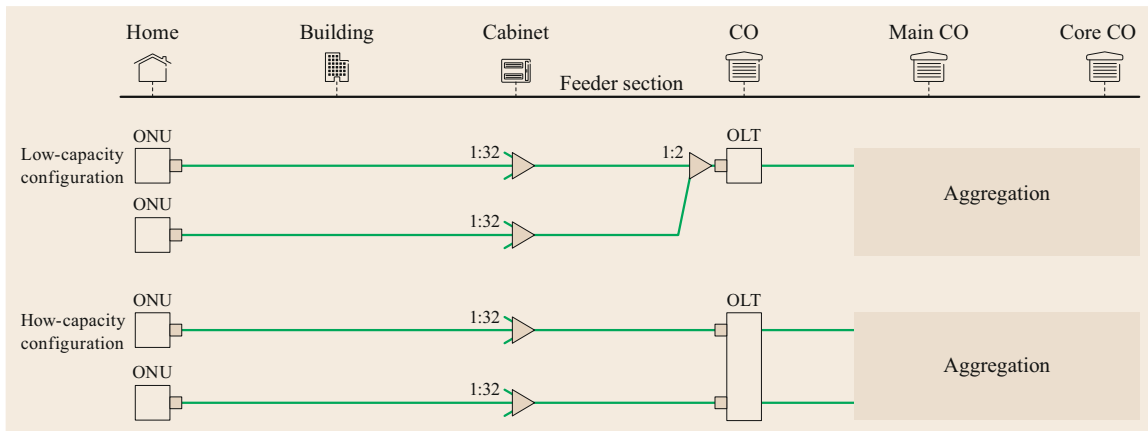 Home Building Cabinet CO Main CO Core CO
Feeder section
ONU OLT
Low-capacity
configuration
1:32 1:2
Aggregation
ONU
1:32
ONU OLT
How-capacity
configuration
1:32
Aggregation
ONU
1:32